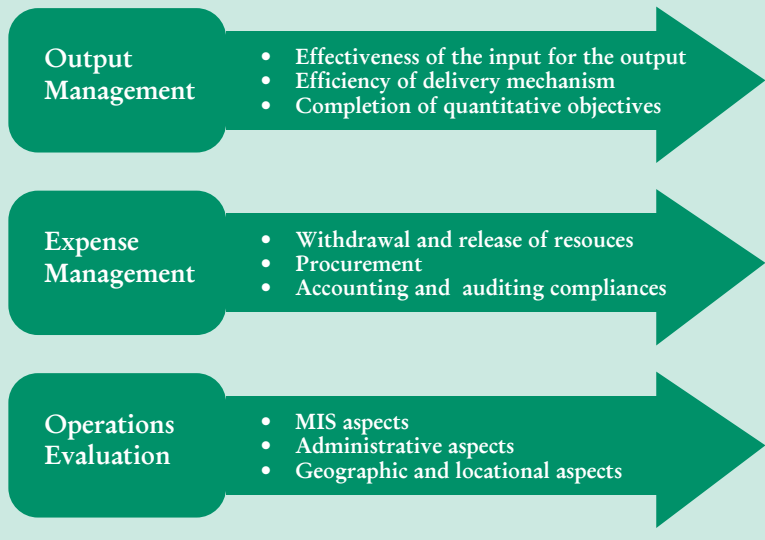 Output
Management
• Effectiveness of the input for the output
• Efficiency of delivery mechanism
• Completion of quantitative objectives
Expense
Management
• Withdrawal and release of resouces
• Procurement
• Accounting and  auditing compliances
Operations
Evaluation
• MIS aspects
• Administrative aspects
• Geographic and locational aspects